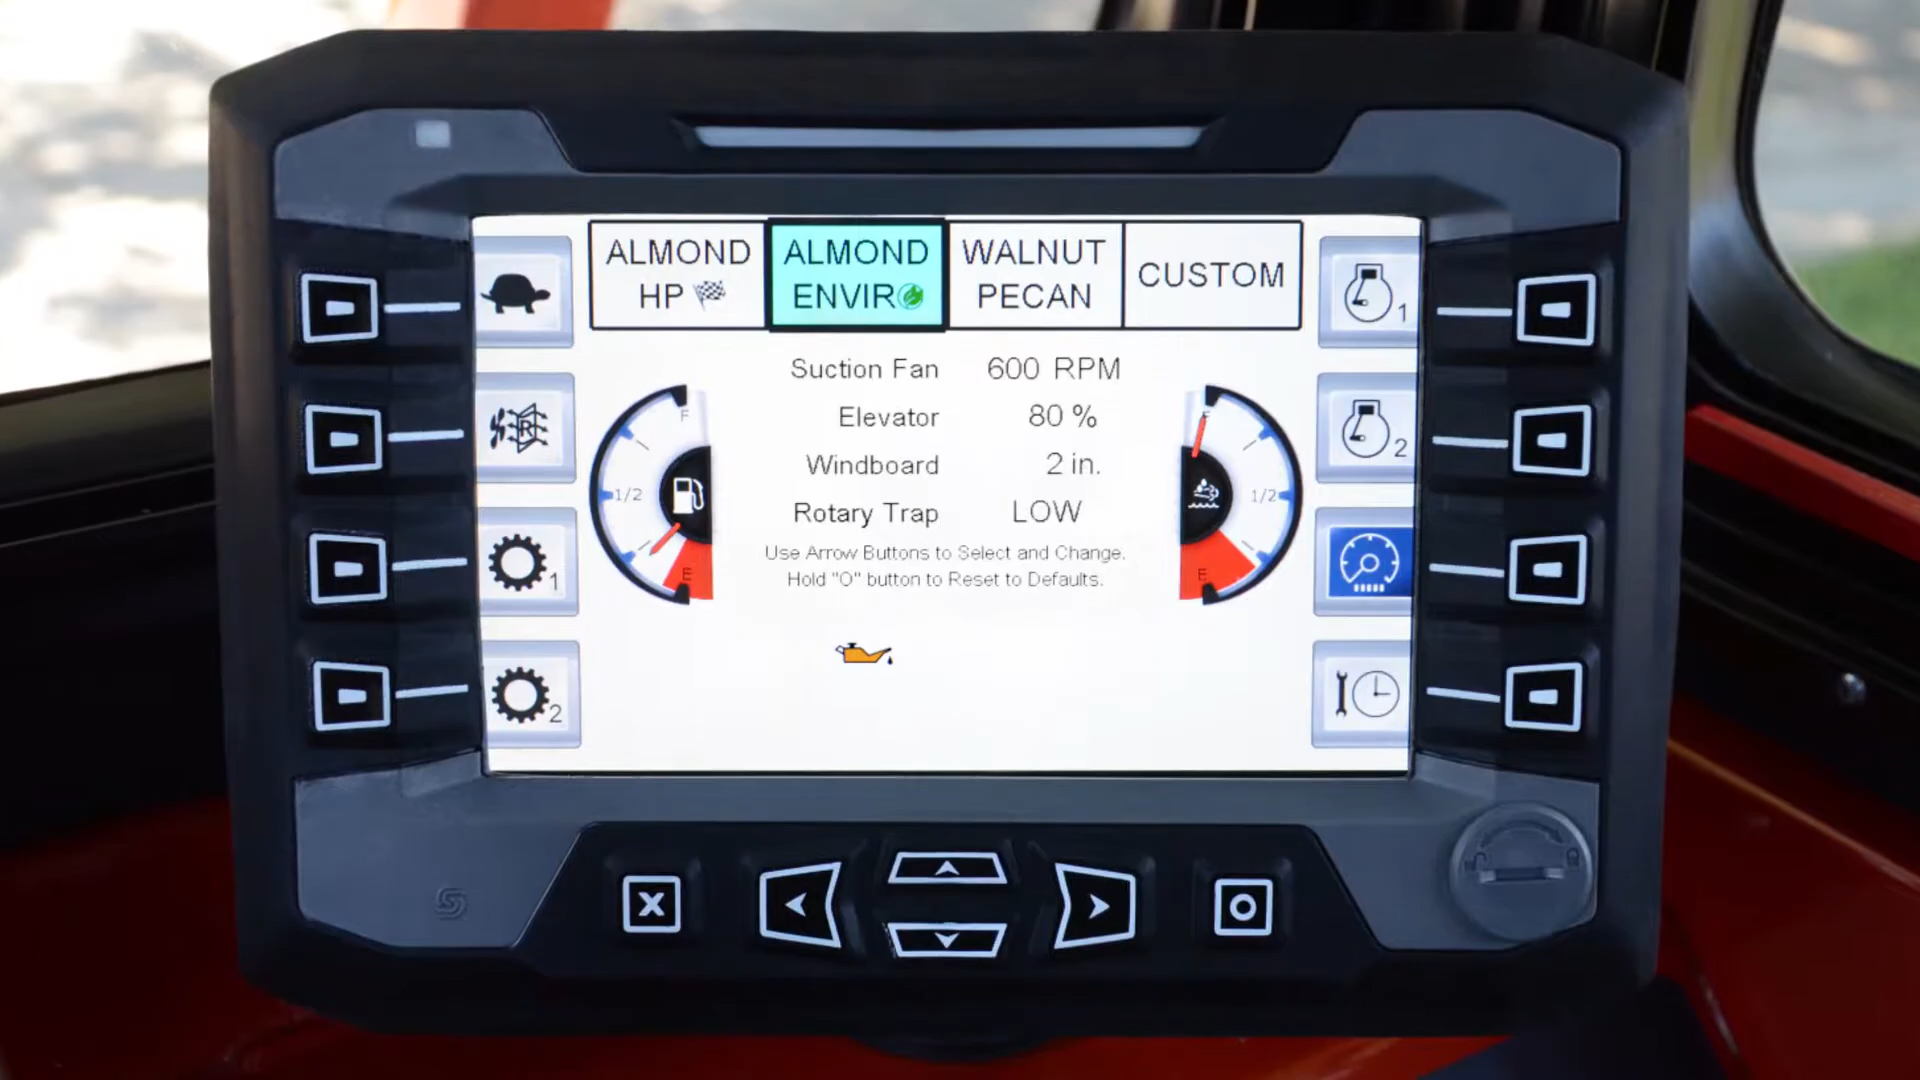 ALMOND
HP
ALMOND
ENVIRO
WALNUT
PECAN
CUSTOM
Suction Fan 600 RPM
Elevator 80 %
Windboard 2 in.
Rotary Trap LOW
Use Arrow Buttons to Select and Change.
Hold "O" button to Reset to Defaults.
F
1/2
E
F
1/2
E
R
1
2
1
2
X
O